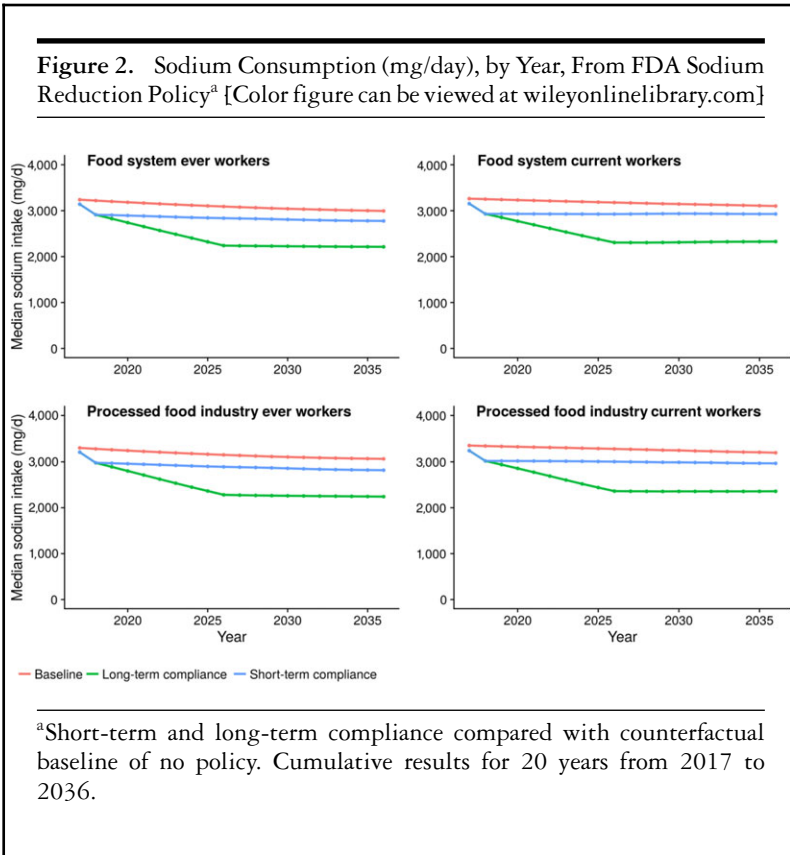 Figure 2. Sodium Consumption (mg/day), by Year, From FDA Sodium
Reduction Policyᵃ {Color figure can be viewed at wileyonlinelibrary.com}
Food system ever workers
Median sodium intake (mg/d)
4,000
3,000
2,000
1,000
0
2020 2025 2030 2035
Food system current workers
4,000
3,000
2,000
1,000
0
2020 2025 2030 2035
Processed food industry ever workers
Median sodium intake (mg/d)
4,000
3,000
2,000
1,000
0
2020 2025 2030 2035
Year
Processed food industry current workers
4,000
3,000
2,000
1,000
0
2020 2025 2030 2035
Year
Baseline Long-term compliance Short-term compliance
ᵃShort-term and long-term compliance compared with counterfactual
baseline of no policy. Cumulative results for 20 years from 2017 to
2036.